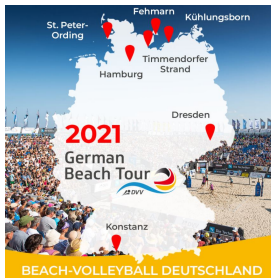 Fehmarn
St. Peter-
Ording
Kühlungsborn
Timmendorfer
Strand
Hamburg
Dresden
2021
German
Beach Tour
DVV
Konstanz
BEACH-VOLLEYBALL DEUTSCHLAND